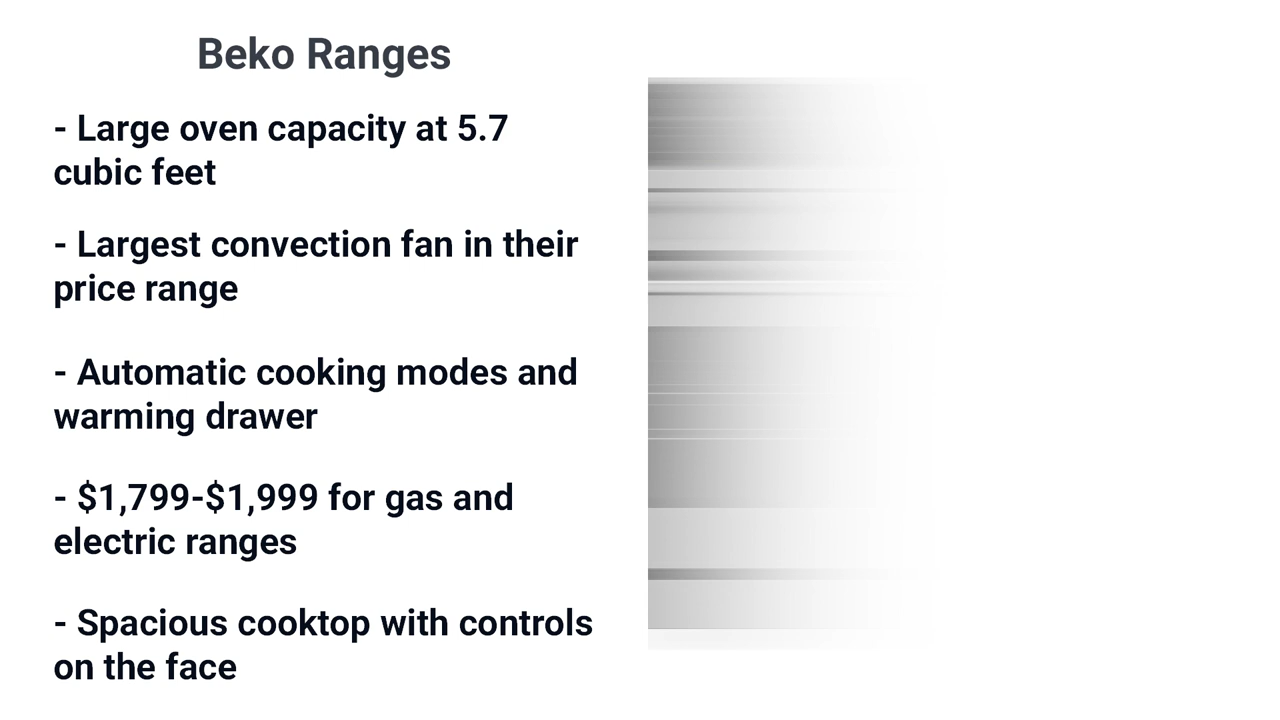 Beko Ranges
- Large oven capacity at 5.7
cubic feet
- Largest convection fan in their
price range
- Automatic cooking modes and
warming drawer
- $1,799-$1,999 for gas and
electric ranges
- Spacious cooktop with controls
on the face